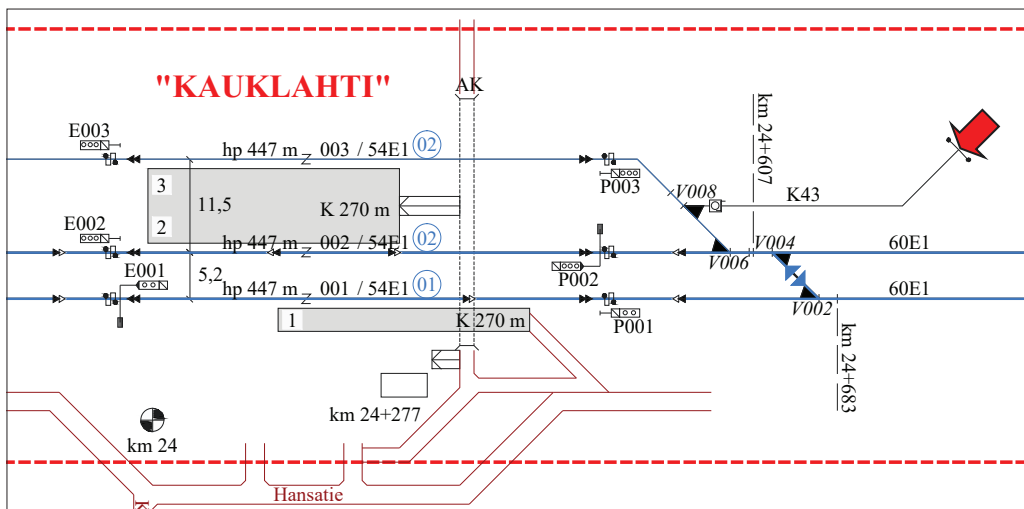 "KAUKLAHTI"
AK
E003
hp 447 m 003 / 54E1 02
km 24+607
P003
V008
K43
3
11,5
K 270 m
2
E002
hp 447 m 002 / 54E1 02
V004
60E1
V006
E001
5,2
P002
hp 447 m 001 / 54E1 01
60E1
V002
1
K 270 m
P001
km 24+683
km 24+277
km 24
Hansatie
K